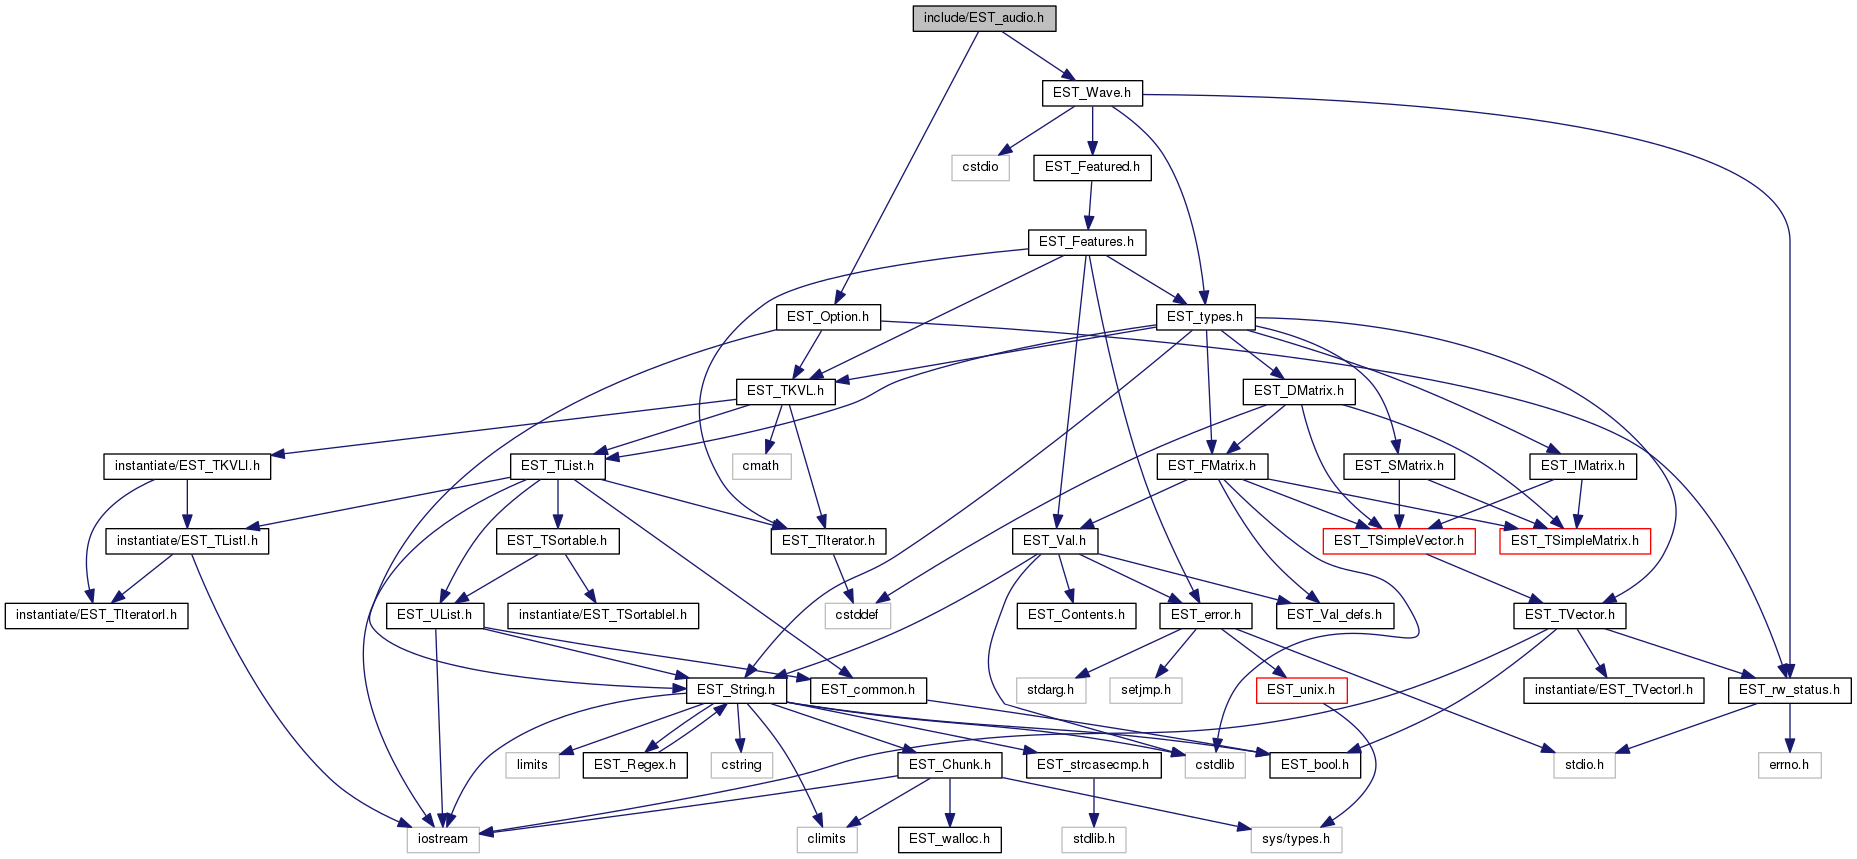 include/EST_audio.h
EST_Wave.h
cstdio
EST_Featured.h
EST_Features.h
EST_Option.h
EST_types.h
EST_TKVL.h
EST_DMatrix.h
instantiate/EST_TKVLI.h
EST_TList.h
cmath
EST_FMatrix.h
EST_SMatrix.h
EST_IMatrix.h
instantiate/EST_TListI.h
EST_TSortable.h
EST_TIterator.h
EST_Val.h
EST_TSimpleVector.h
EST_TSimpleMatrix.h
instantiate/EST_TIteratorI.h
EST_UList.h
instantiate/EST_TSortableI.h
cstddef
EST_Contents.h
EST_error.h
EST_Val_defs.h
EST_TVector.h
EST_String.h
EST_common.h
stdarg.h
setjmp.h
EST_unix.h
instantiate/EST_TVectorI.h
EST_rw_status.h
limits
EST_Regex.h
cstring
EST_Chunk.h
EST_strcasecmp.h
cstdlib
EST_bool.h
stdio.h
errno.h
iostream
climits
EST_walloc.h
stdlib.h
sys/types.h